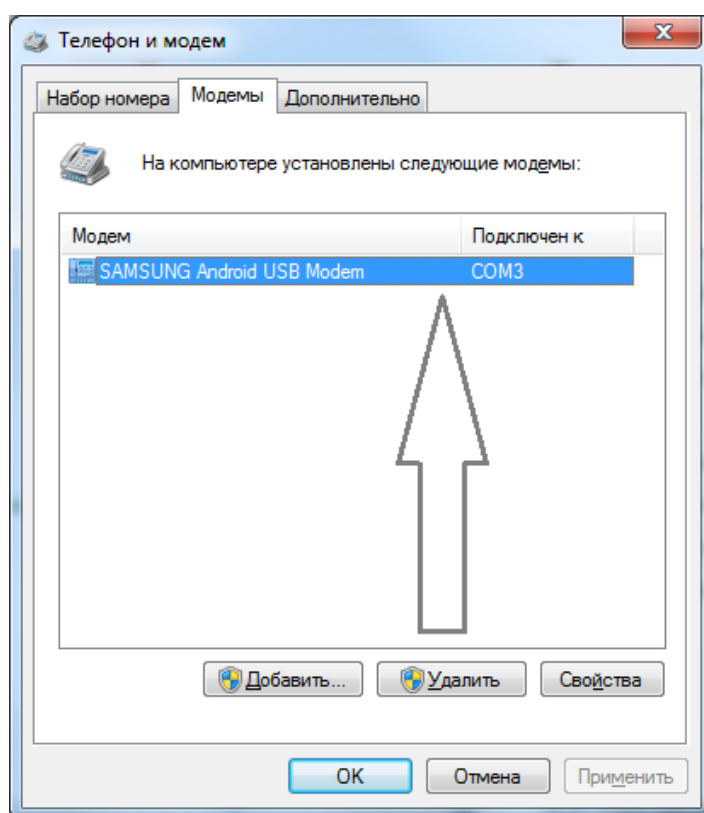 Телефон и модем
Набор номера Модемы Дополнительно
На компьютере установлены следующие модемы:
Модем Подключен к
SAMSUNG Android USB Modem COM3
Добавить... Удалить Свойства
OK Отмена Применить